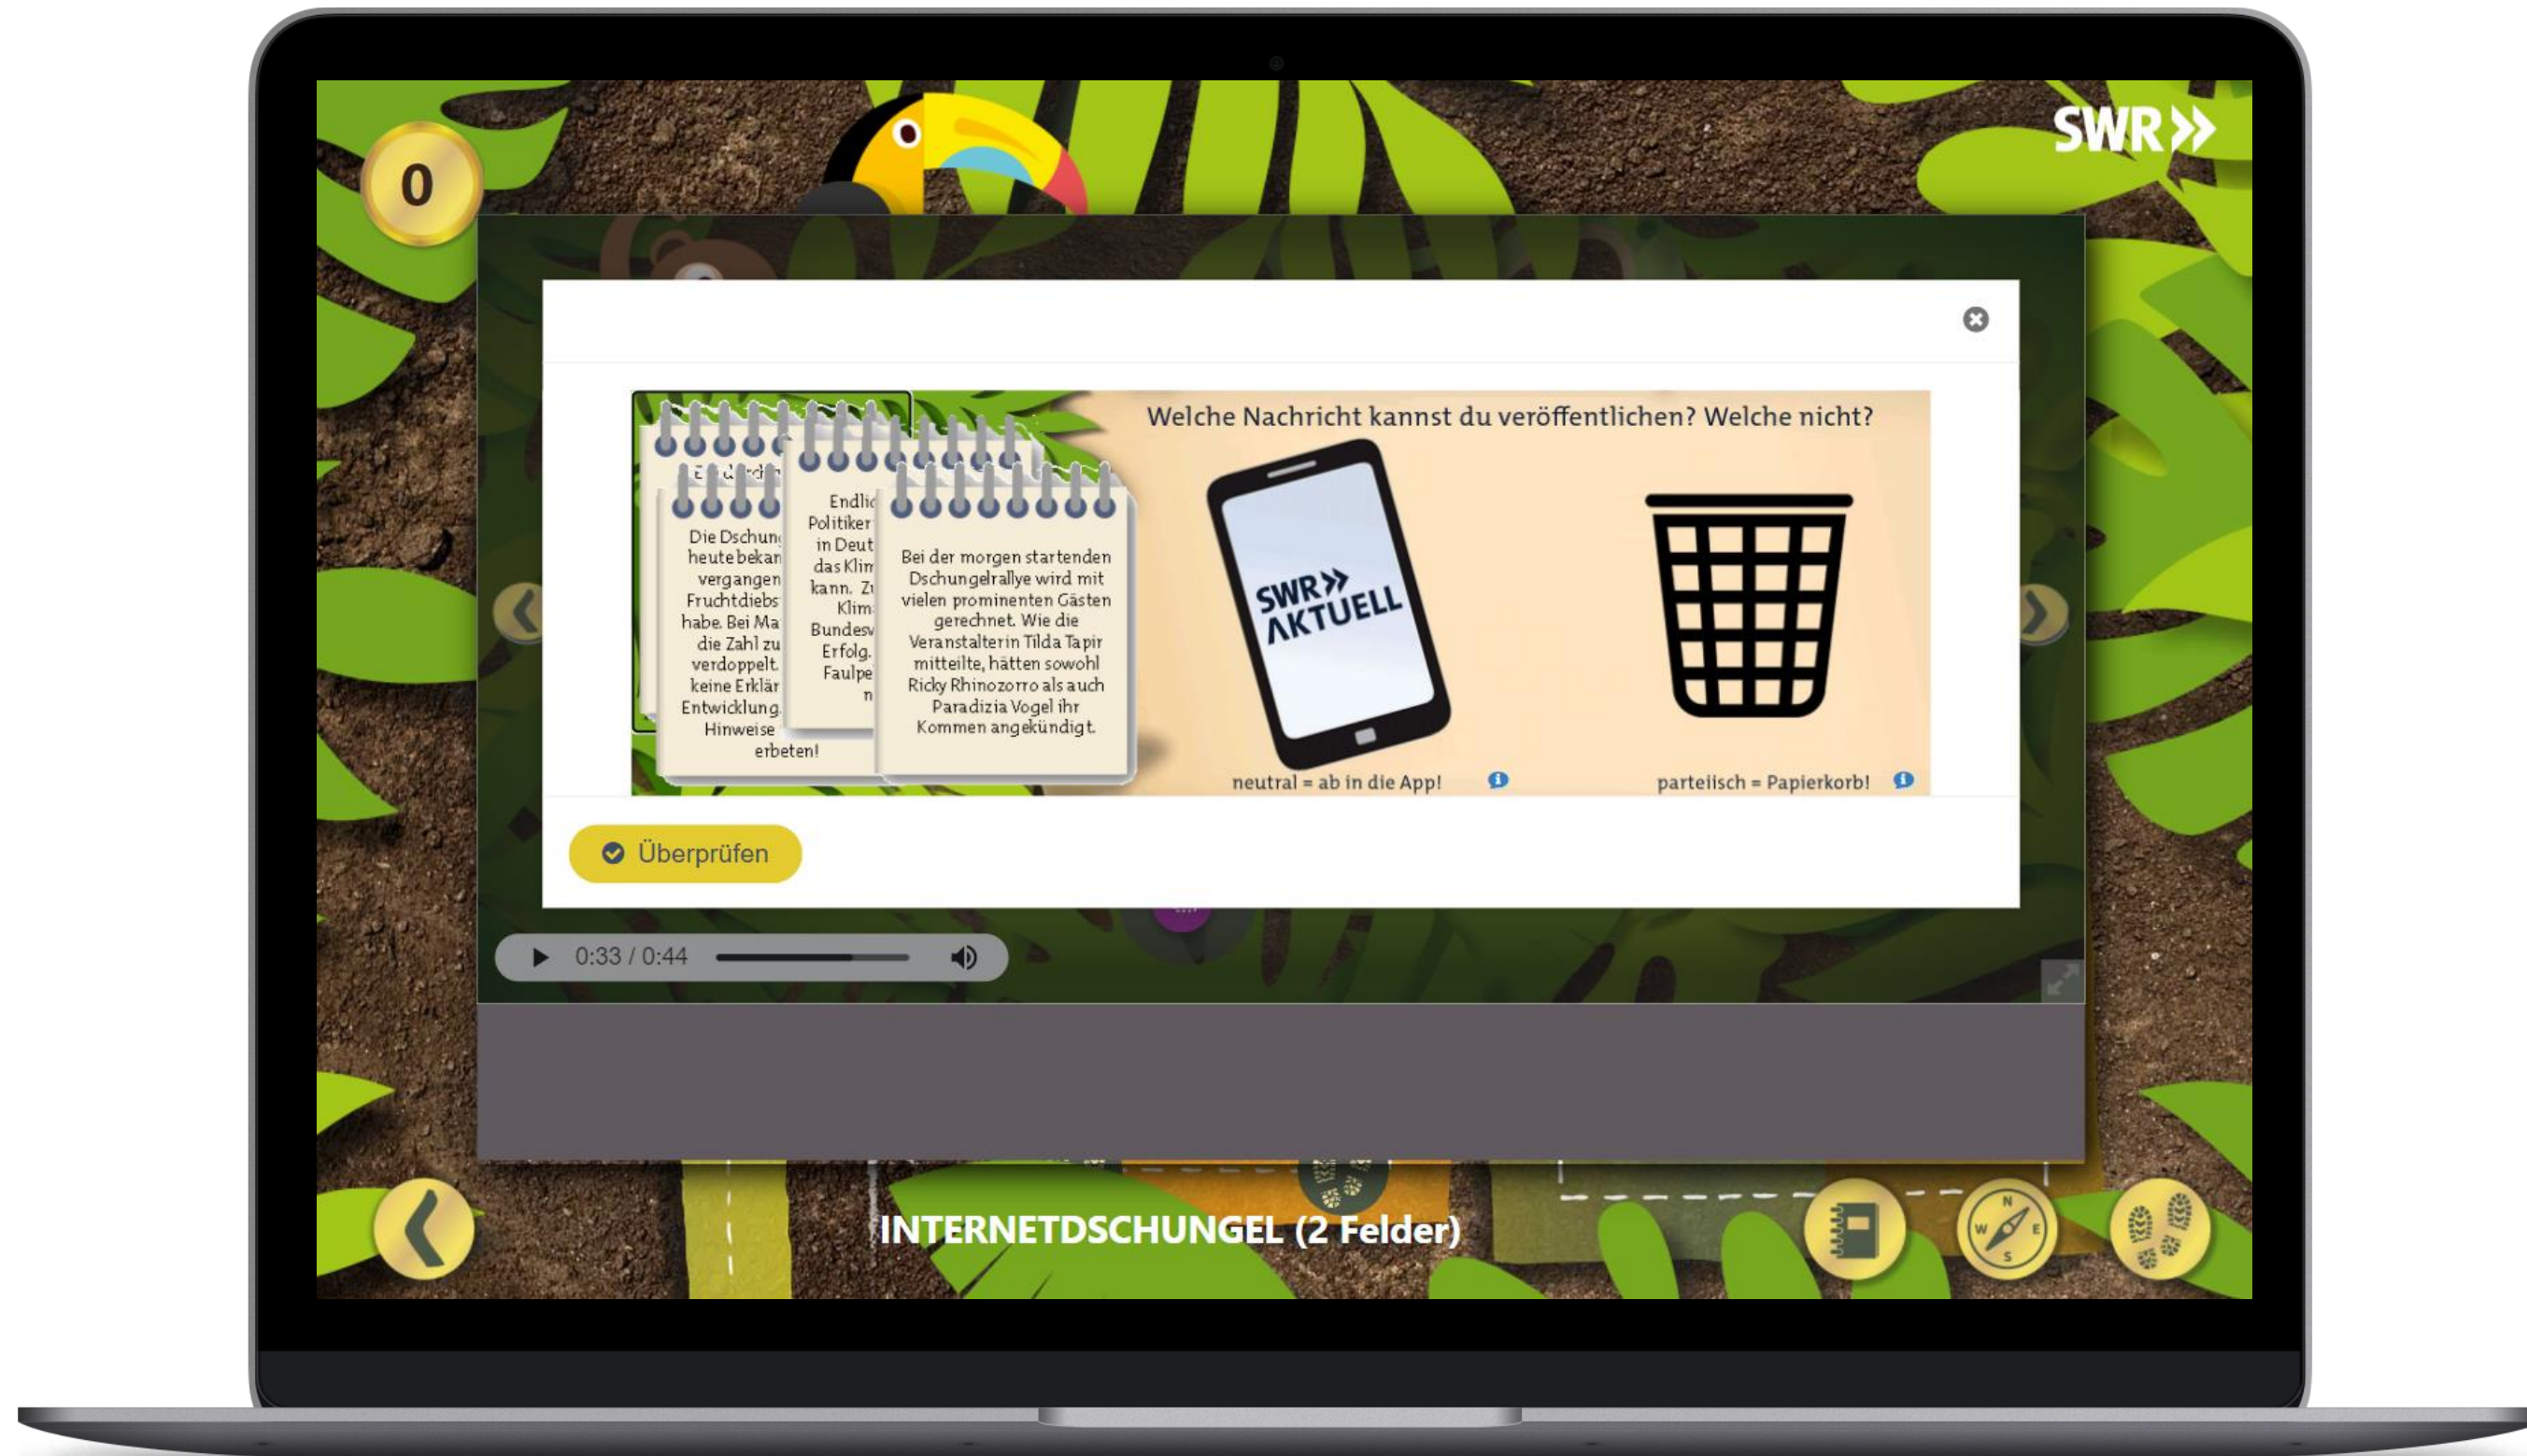 0
SWR
Welche Nachricht kannst du veröffentlichen? Welche nicht?
Die Dschun
heute bekan
vergangen
Fruchtdiebs
habe. Bei Ma
die Zahl zu
verdoppelt.
keine Erklär
Entwicklung.
Hinweise
erbeten!
Endlic
Politiker
in Deut
das Klim
kann. Zu
Klim
Bundesv
Erfolg.
Faulpe
n
Bei der morgen startenden
Dschungelrallye wird mit
vielen prominenten Gästen
gerechnet. Wie die
Veranstalterin Tilda Tapir
mitteilte, hätten sowohl
Ricky Rhinozorro als auch
Paradizia Vogel ihr
Kommen angekündigt.
SWR
AKTUELL
neutral = ab in die App!
parteiisch = Papierkorb!
Überprüfen
0:33 / 0:44
INTERNETDSCHUNGEL (2 Felder)
N
W E
S